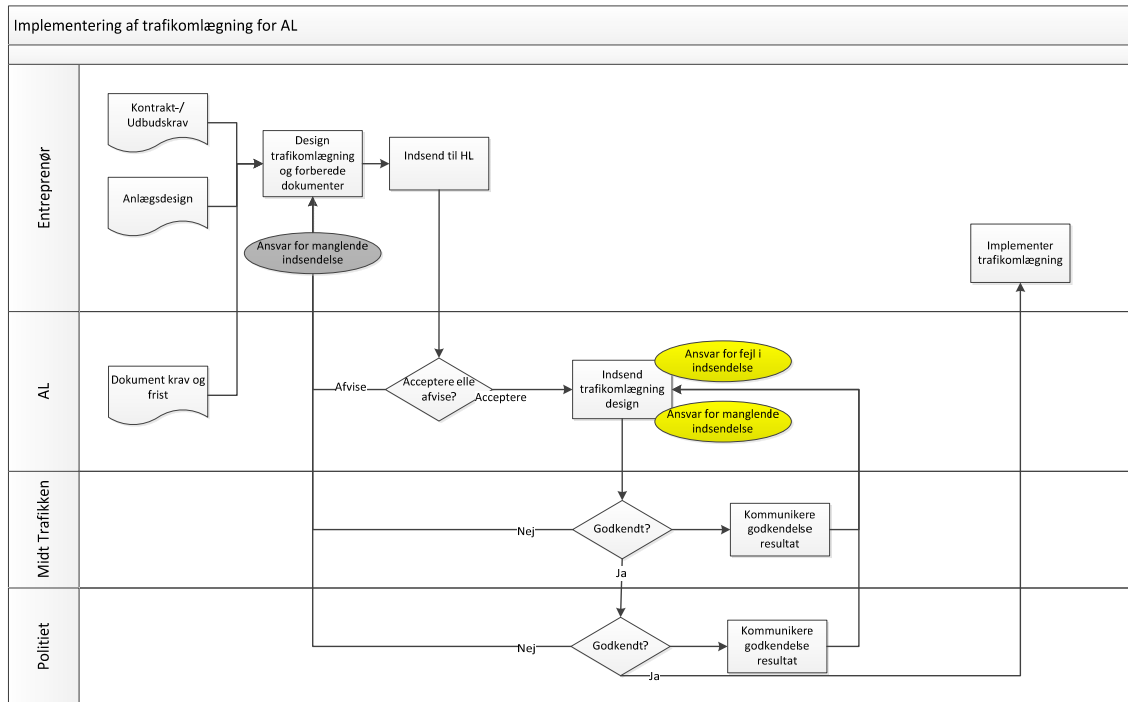 Implementering af trafikomlægning for AL
Entreprenør
Kontrakt-/
Udbudskrav
Anlægsdesign
Design
trafikomlægning
og forberede
dokumenter
Indsend til HL
Ansvar for manglende
indsendelse
Implementer
trafikomlægning
AL
Dokument krav og
frist
Afvise
Acceptere elle
afvise?
Acceptere
Indsend
trafikomlægning
design
Ansvar for fejl i
indsendelse
Ansvar for manglende
indsendelse
Midt Trafikken
Nej
Godkendt?
Kommunikere
godkendelse
resultat
Ja
Politiet
Nej
Godkendt?
Kommunikere
godkendelse
resultat
Ja